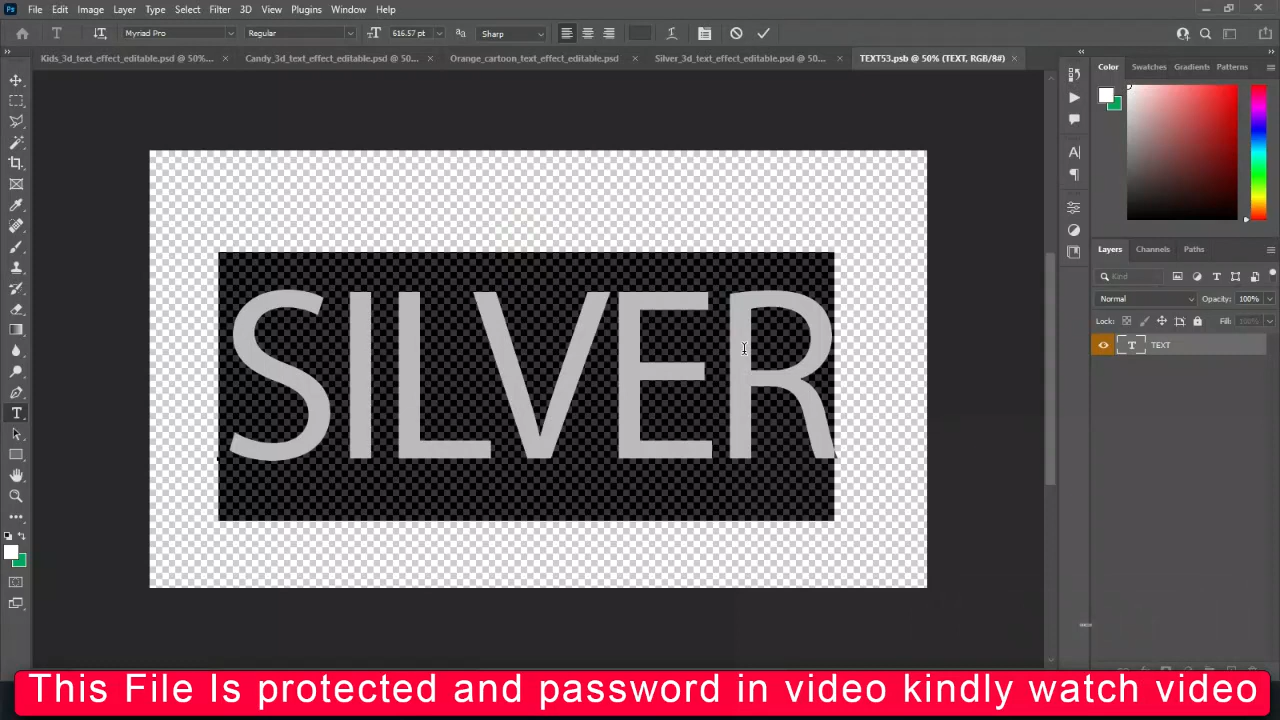 Ps File Edit Image Layer Type Select Filter 3D View Plugins Window Help
T Myriad Pro Regular 616.57 pt Sharp
Kids_3d_text_effect_editable.psd @ 50%... Candy_3d_text_effect_editable.psd @ 50... Orange_cartoon_text_effect_editable.psd Silver_3d_text_effect_editable.psd @ 50... TEXT53.psb @ 50% (TEXT, RGB/8#)
Color Swatches Gradients Patterns
Layers Channels Paths
Kind
Normal Opacity: 100%
Lock: Fill: 100%
T TEXT
SILVER
This File Is protected and password in video kindly watch video